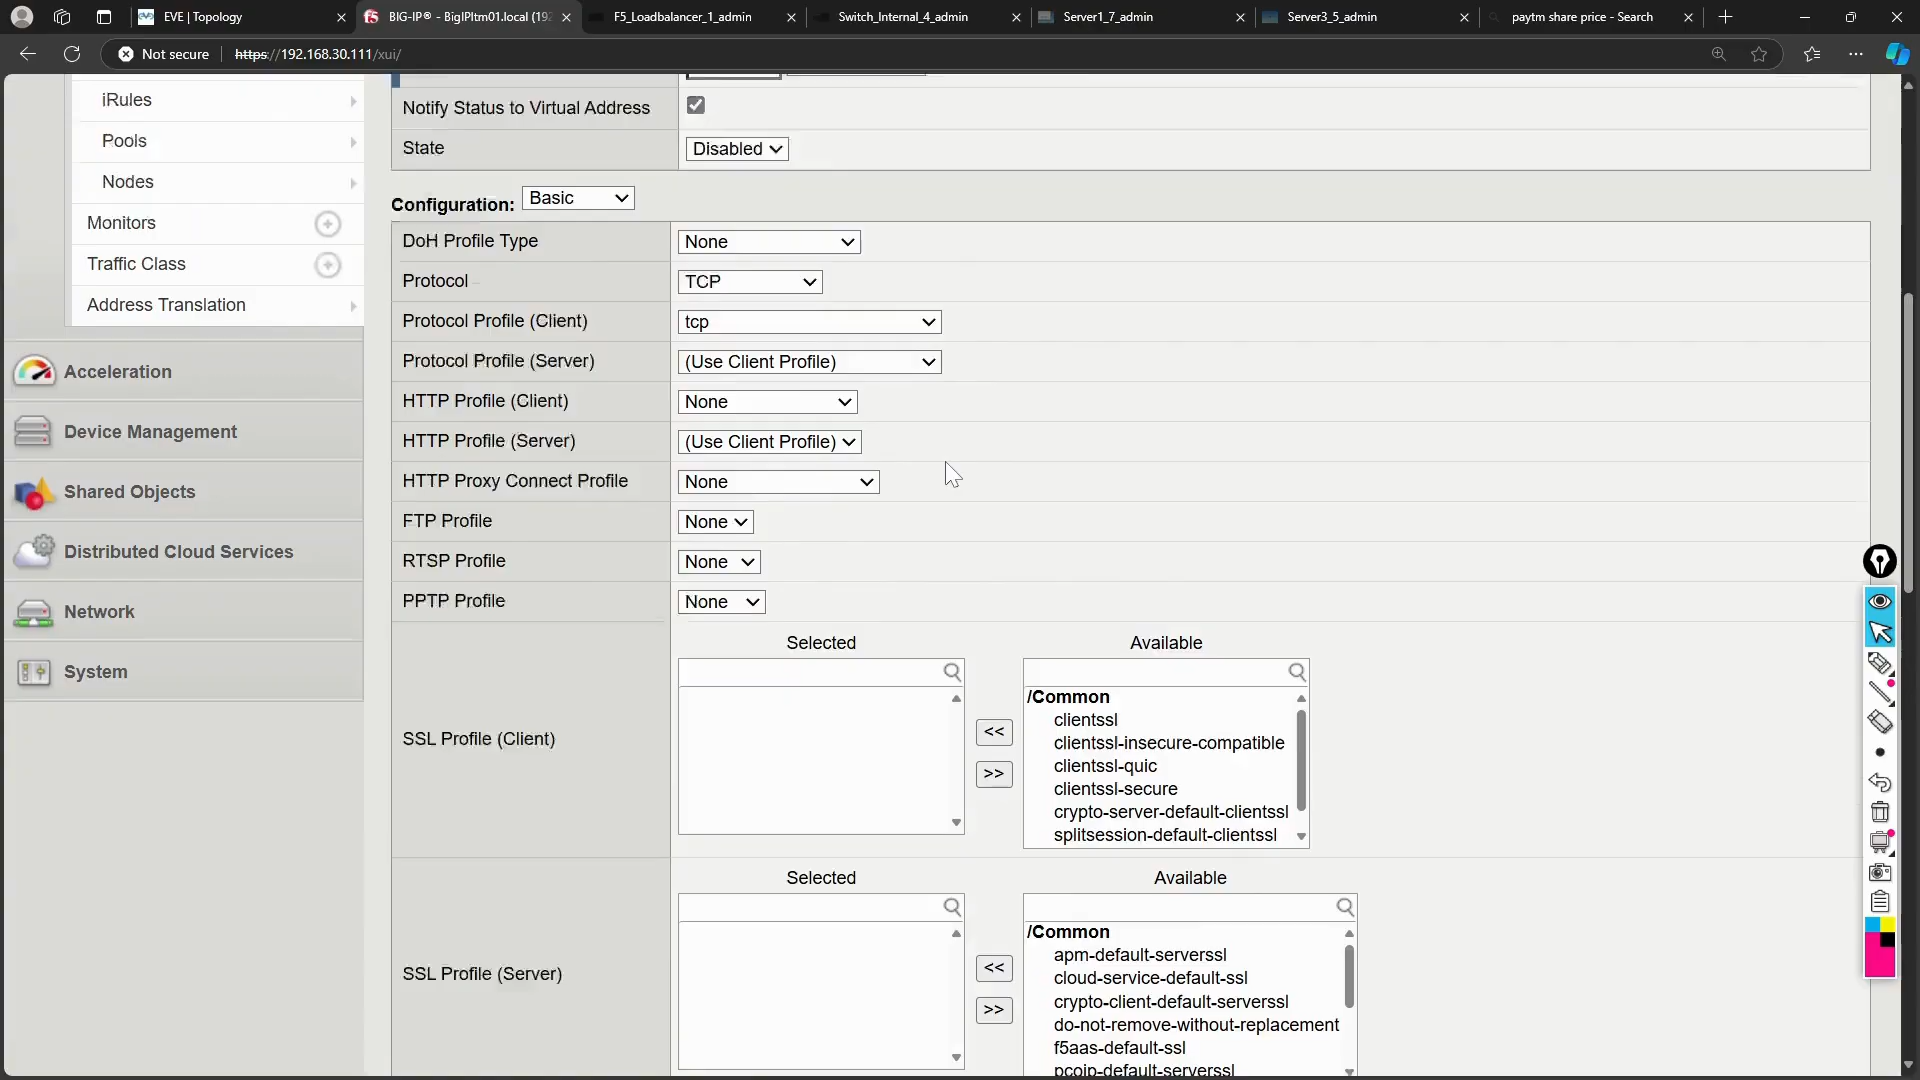 EVE | Topology
BIG-IP® - BigIPltm01.local (192
F5_Loadbalancer_1_admin
Switch_Internal_4_admin
Server1_7_admin
Server3_5_admin
paytm share price - Search
Not secure
https://192.168.30.111/xui/
iRules
Pools
Nodes
Monitors
Traffic Class
Address Translation
Acceleration
Device Management
Shared Objects
Distributed Cloud Services
Network
System
Notify Status to Virtual Address
State
Disabled
Configuration: Basic
DoH Profile Type
None
Protocol
TCP
Protocol Profile (Client)
tcp
Protocol Profile (Server)
(Use Client Profile)
HTTP Profile (Client)
None
HTTP Profile (Server)
(Use Client Profile)
HTTP Proxy Connect Profile
None
FTP Profile
None
RTSP Profile
None
PPTP Profile
None
SSL Profile (Client)
Selected
<<
>>
Available
/Common
clientssl
clientssl-insecure-compatible
clientssl-quic
clientssl-secure
crypto-server-default-clientssl
splitsession-default-clientssl
SSL Profile (Server)
Selected
<<
>>
Available
/Common
apm-default-serverssl
cloud-service-default-ssl
crypto-client-default-serverssl
do-not-remove-without-replacement
f5aas-default-ssl
pcoip-default-serverssl